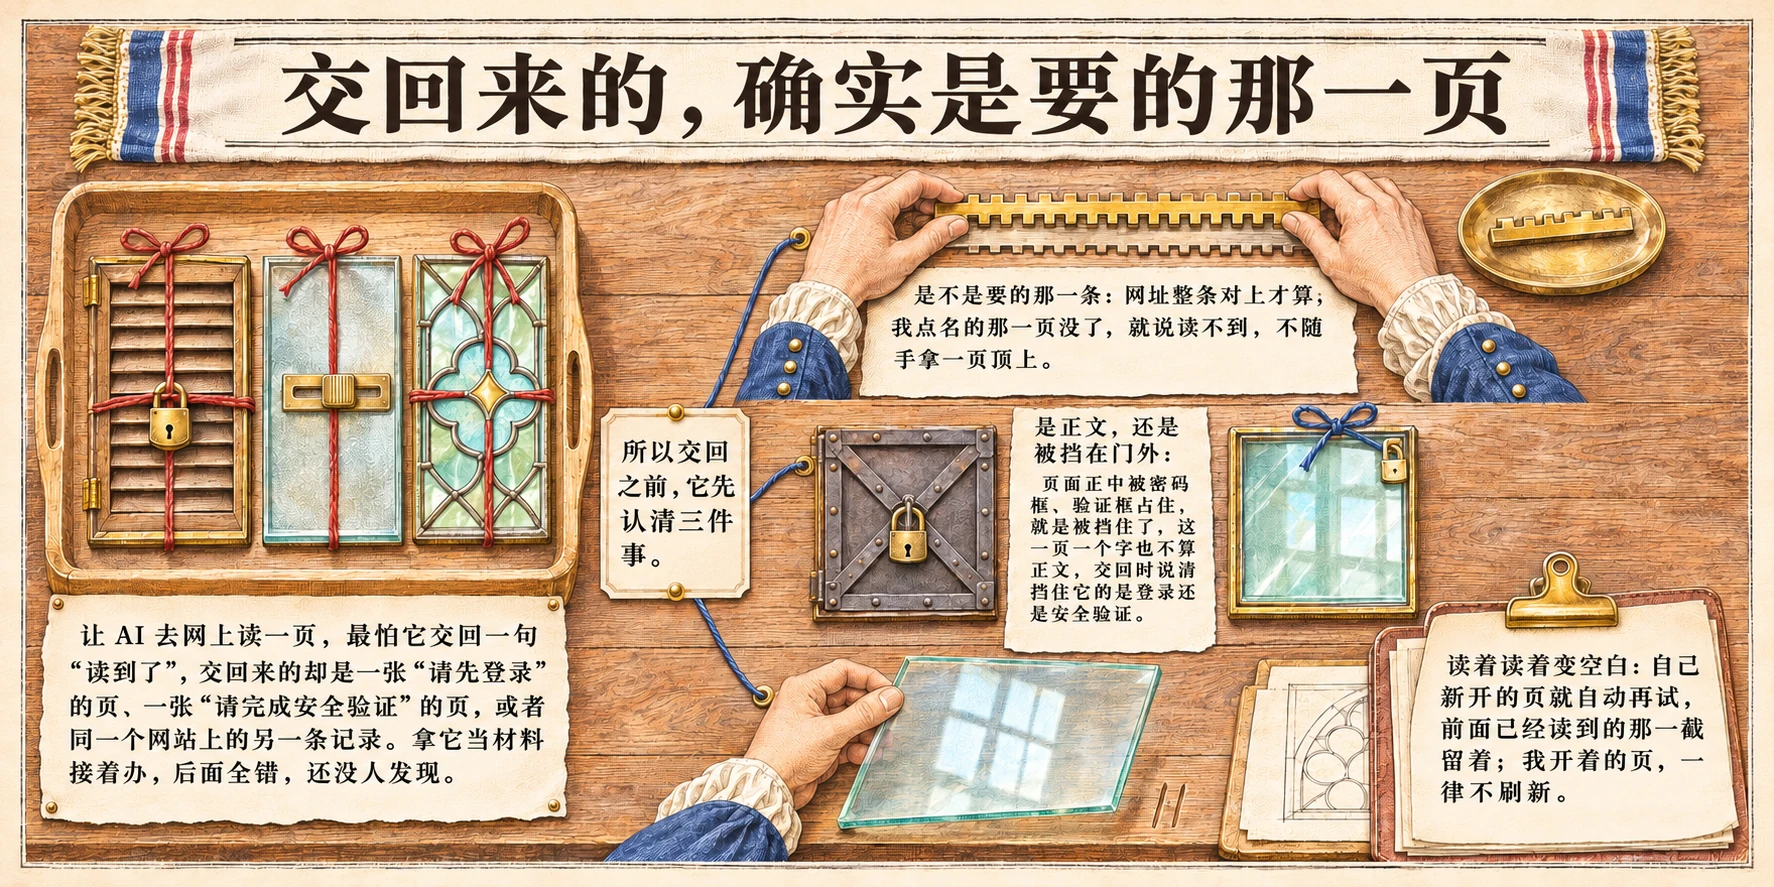 交回来的，确实是要的那一页
让 AI 去网上读一页，最怕它交回一句
“读到了”，交回来的却是一张“请先登录”
的页、一张“请完成安全验证”的页，或者
同一个网站上的另一条记录。拿它当材料
接着办，后面全错，还没人发现。
所以交回
之前，它先
认清三件
事。
是不是要的那一条：网址整条对上才算；
我点名的那一页没了，就说读不到，不随
手拿一页顶上。
是正文，还是
被挡在门外：
页面正中被密码
框、验证框占住，
就是被挡住了，这
一页一个字也不算
正文，交回时说清
挡住它的是登录还
是安全验证。
读着读着变空白：自己
新开的页就自动再试，
前面已经读到的那一截
留着；我开着的页，一
律不刷新。